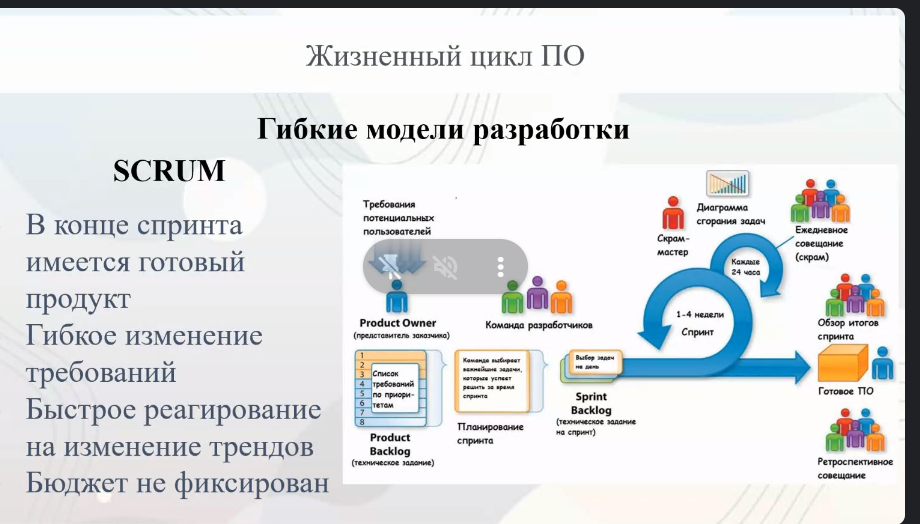 Жизненный цикл ПО
Гибкие модели разработки
SCRUM
В конце спринта
имеется готовый
продукт
Гибкое изменение
требований
Быстрое реагирование
на изменение трендов
Бюджет не фиксирован
Требования
потенциальных
пользователей
Product Owner
(представитель заказчика)
Команда разработчиков
1
2
3
4
5
6
7
8
Список
требований
по приори-
тетам
Product
Backlog
(техническое задание)
Команда выбирает
важнейшие задачи,
которые успеет
решить за время
спринта
Планирование
спринта
Выбор задач
на день
Sprint
Backlog
(техническое задание
на спринт)
Скрам-
мастер
Диаграмма
сгорания задач
Каждые
24 часа
1-4 недели
Спринт
Ежедневное
совещание
(скрам)
Обзор итогов
спринта
Готовое ПО
Ретроспективное
совещание